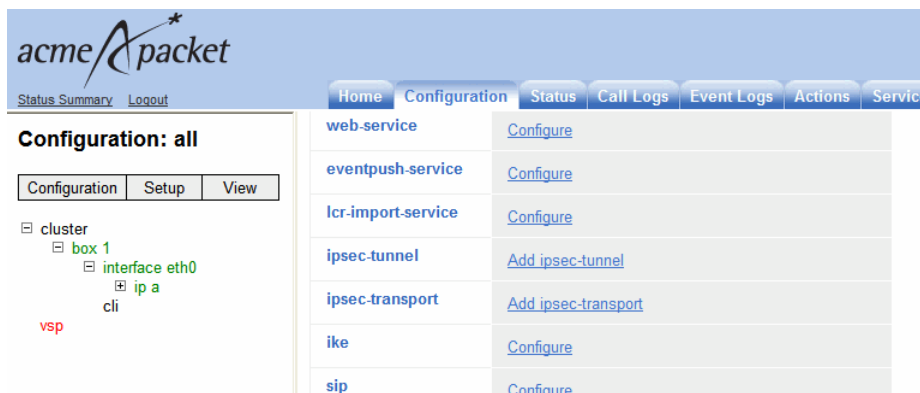 acme packet
Status Summary Logout
Home Configuration Status Call Logs Event Logs Actions Servic
Configuration: all
Configuration Setup View
cluster
box 1
interface eth0
ip a
cli
vsp
web-service Configure
eventpush-service Configure
lcr-import-service Configure
ipsec-tunnel Add ipsec-tunnel
ipsec-transport Add ipsec-transport
ike Configure
sip Configure